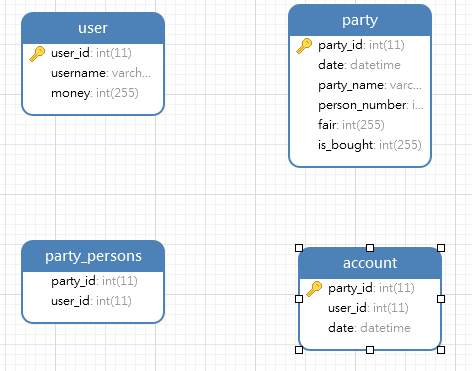 user
user_id: int(11)
username: varch...
money: int(255)
party
party_id: int(11)
date: datetime
party_name: varc...
person_number: i...
fair: int(255)
is_bought: int(255)
party_persons
party_id: int(11)
user_id: int(11)
account
party_id: int(11)
user_id: int(11)
date: datetime